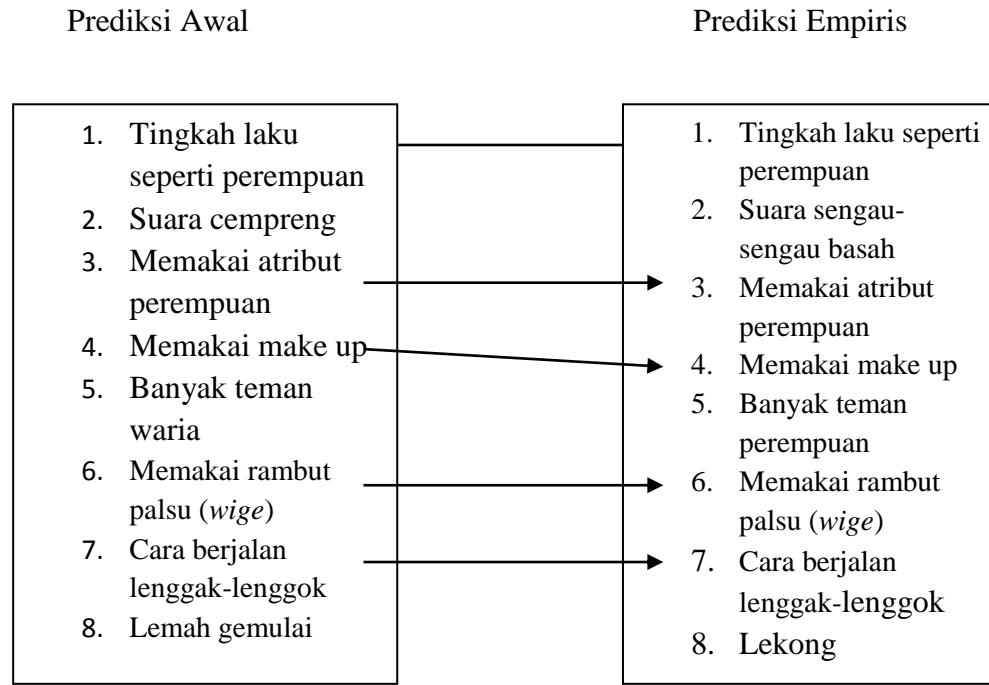 Prediksi Awal
Prediksi Empiris
1. Tingkah laku
seperti perempuan
2. Suara cempreng
3. Memakai atribut
perempuan
4. Memakai make up
5. Banyak teman
waria
6. Memakai rambut
palsu (wige)
7. Cara berjalan
lenggak-lenggok
8. Lemah gemulai
1. Tingkah laku seperti
perempuan
2. Suara sengau-
sengau basah
3. Memakai atribut
perempuan
4. Memakai make up
5. Banyak teman
perempuan
6. Memakai rambut
palsu (wige)
7. Cara berjalan
lenggak-lenggok
8. Lekong